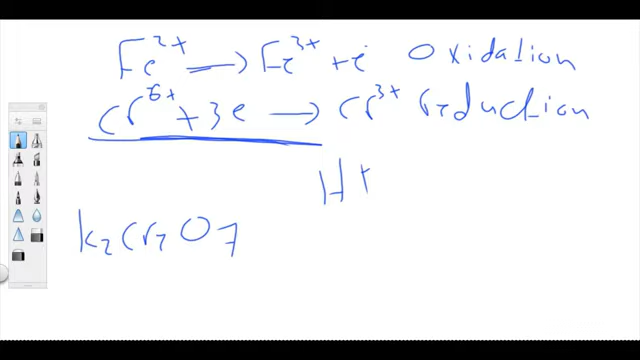 Fe²⁺ → Fe³⁺ + e Oxidation
Cr⁶⁺ + 3e → Cr³⁺ reduction
H+
K₂Cr₂O₇